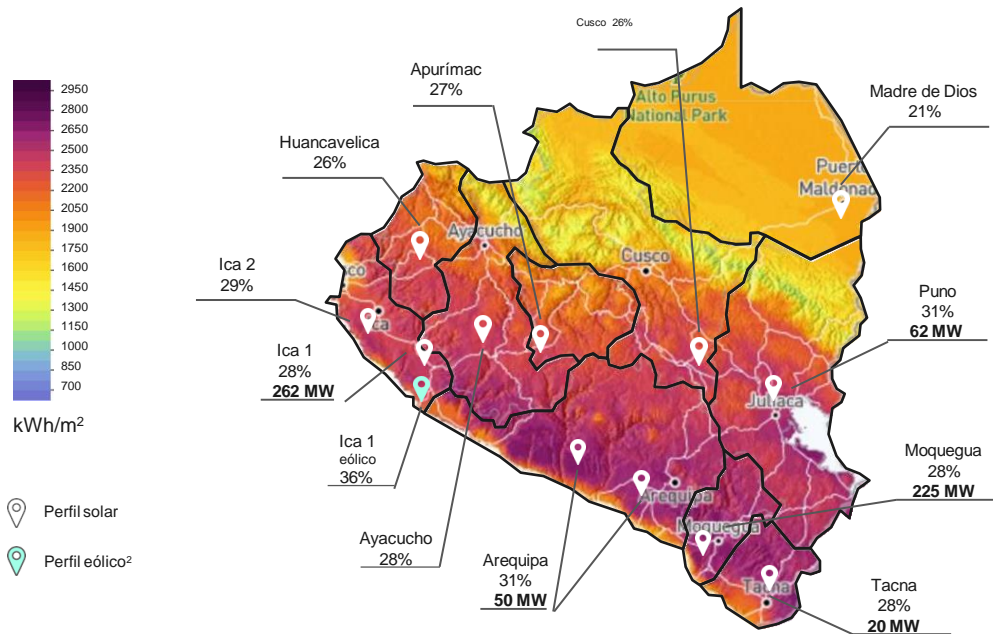 2950
2800
2650
2500
2350
2200
2050
1900
1750
1600
1450
1300
1150
1000
850
700
kWh/m²
Perfil solar
Perfil eólico²
Cusco 26%
Apurímac
27%
Huancavelica
26%
Ica 2
29%
Ica 1
28%
262 MW
Ica 1
eólico
36%
Ayacucho
28%
Arequipa
31%
50 MW
Madre de Dios
21%
Puno
31%
62 MW
Moquegua
28%
225 MW
Tacna
28%
20 MW
Alto Purus
National Park
Ayacucho
Cusco
Juliaca
Arequipa
Moquegua
Tacna